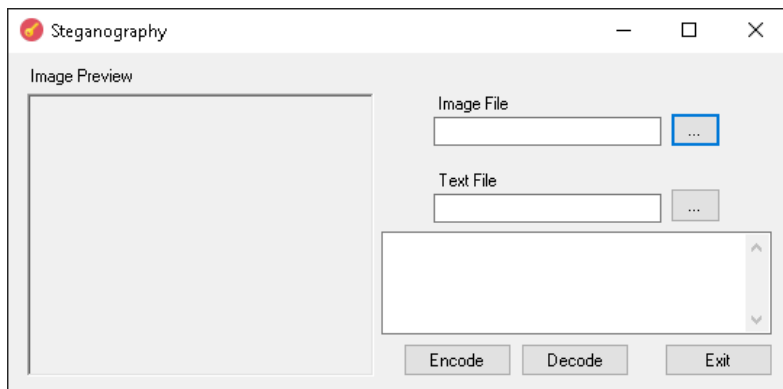 Steganography
Image Preview
Image File
...
Text File
...
Encode Decode Exit